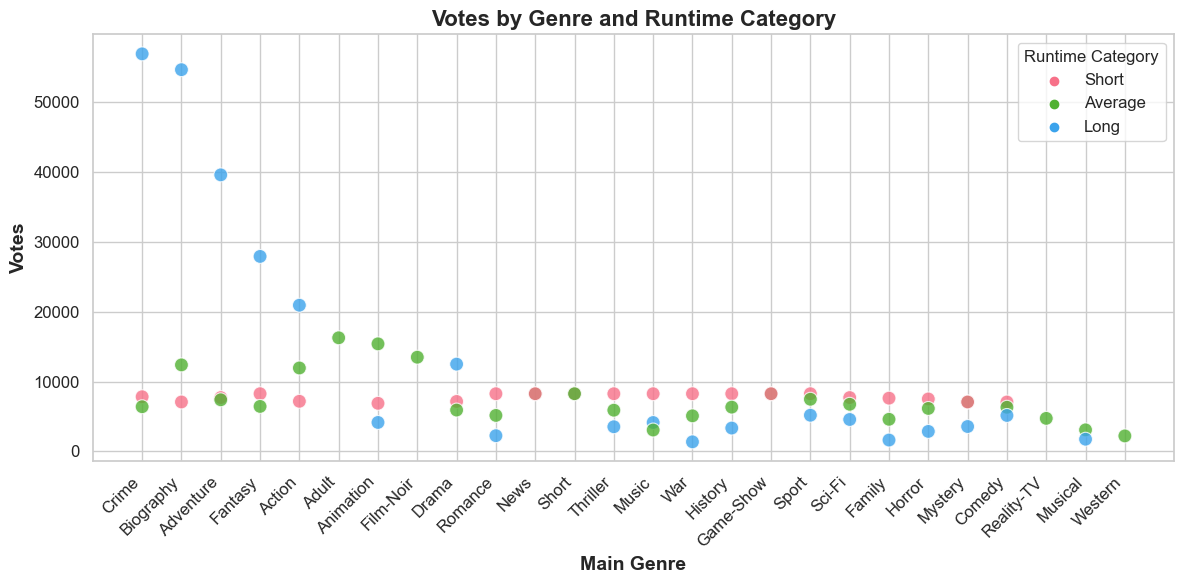 Votes by Genre and Runtime Category
Runtime Category
Short
Average
Long
Votes
50000
40000
30000
20000
10000
0
Crime
Biography
Adventure
Fantasy
Action
Adult
Animation
Film-Noir
Drama
Romance
News
Short
Thriller
Music
War
History
Game-Show
Sport
Sci-Fi
Family
Horror
Mystery
Comedy
Reality-TV
Musical
Western
Main Genre